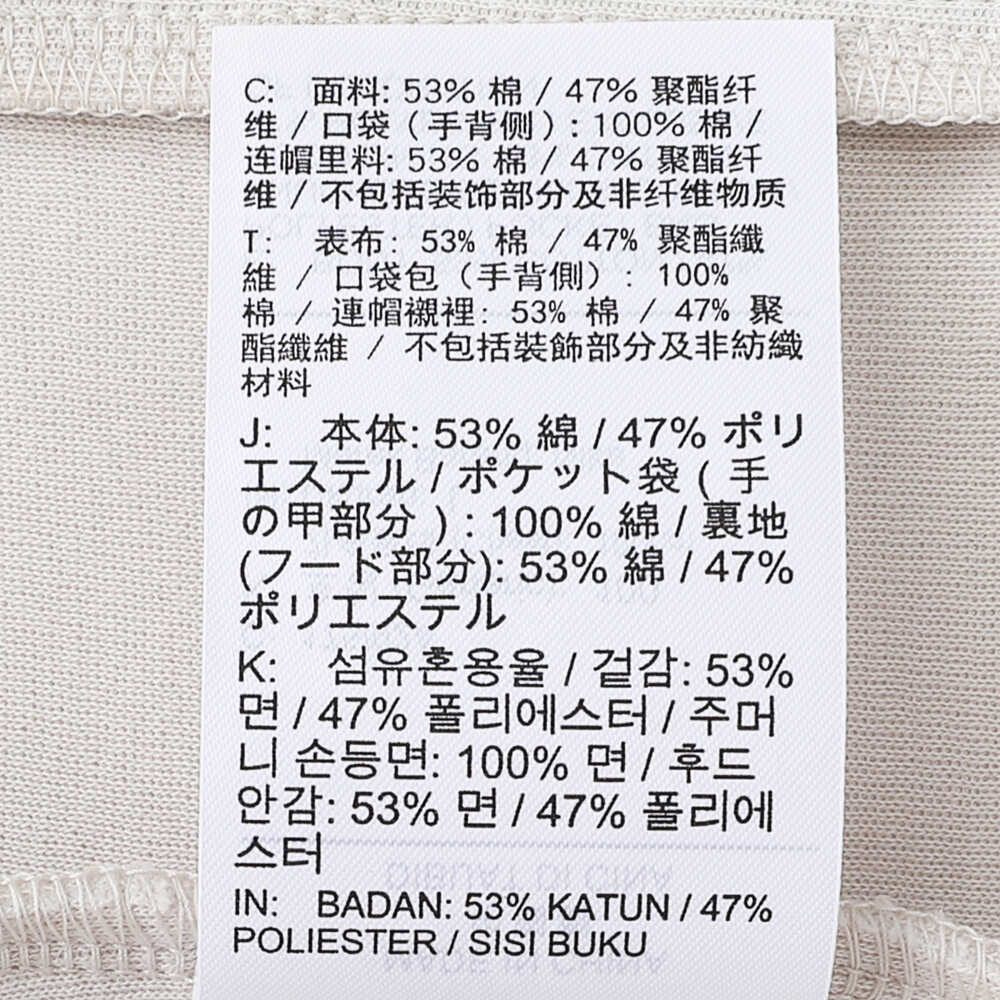 C: 面料: 53% 棉 / 47% 聚酯纤
维 / 口袋 ( 手背侧 ) : 100% 棉 /
连帽里料: 53% 棉 / 47% 聚酯纤
维 / 不包括装饰部分及非纤维物质
T: 表布: 53% 棉 / 47% 聚酯纖
維 / 口袋包 (手背側) : 100%
棉 / 連帽襯裡: 53% 棉 / 47% 聚
酯纖維 / 不包括裝飾部分及非紡織
材料
J: 本体: 53% 綿 / 47% ポリ
エステル / ポケット袋 ( 手
の甲部分 ) : 100% 綿 / 裏地
(フード部分): 53% 綿 / 47%
ポリエステル
K: 섬유혼용율 / 겉감: 53%
면 / 47% 폴리에스터 / 주머
니 손등면: 100% 면 / 후드
안감: 53% 면 / 47% 폴리에
스터
IN: BADAN: 53% KATUN / 47%
POLIESTER / SISI BUKU
DIBUAT DI CINA
MADE IN CHINA